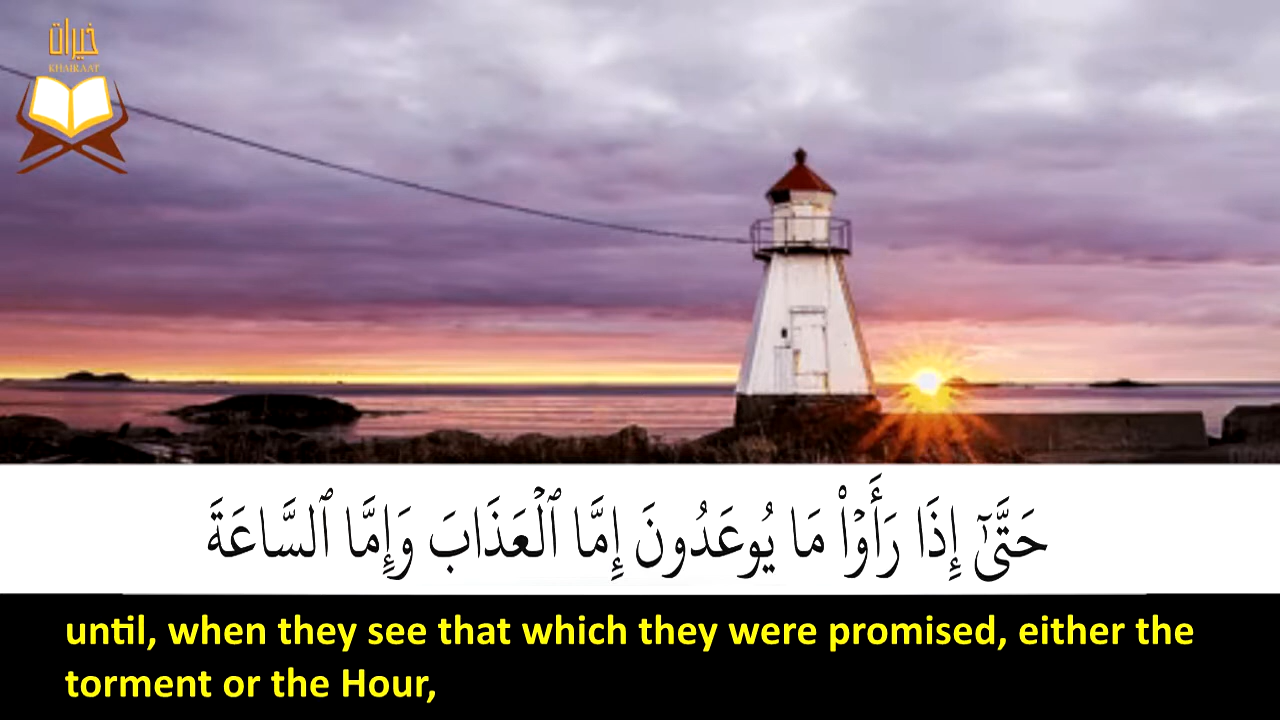 خيرات
KHAIRAAT
حَتَّىٰٓ إِذَا رَأَوْا۟ مَا يُوعَدُونَ إِمَّا ٱلْعَذَابَ وَإِمَّا ٱلسَّاعَةَ
until, when they see that which they were promised, either the
torment or the Hour,